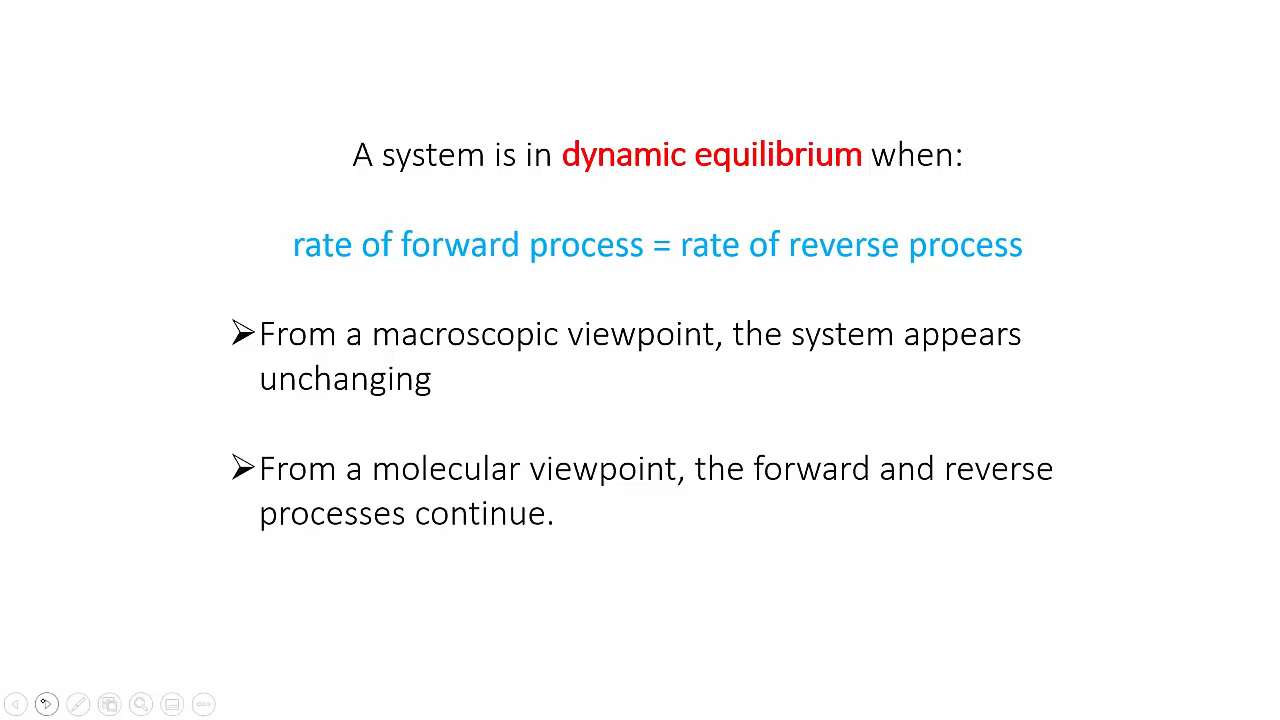 A system is in dynamic equilibrium when:
rate of forward process = rate of reverse process
➢From a macroscopic viewpoint, the system appears
unchanging
➢From a molecular viewpoint, the forward and reverse
processes continue.